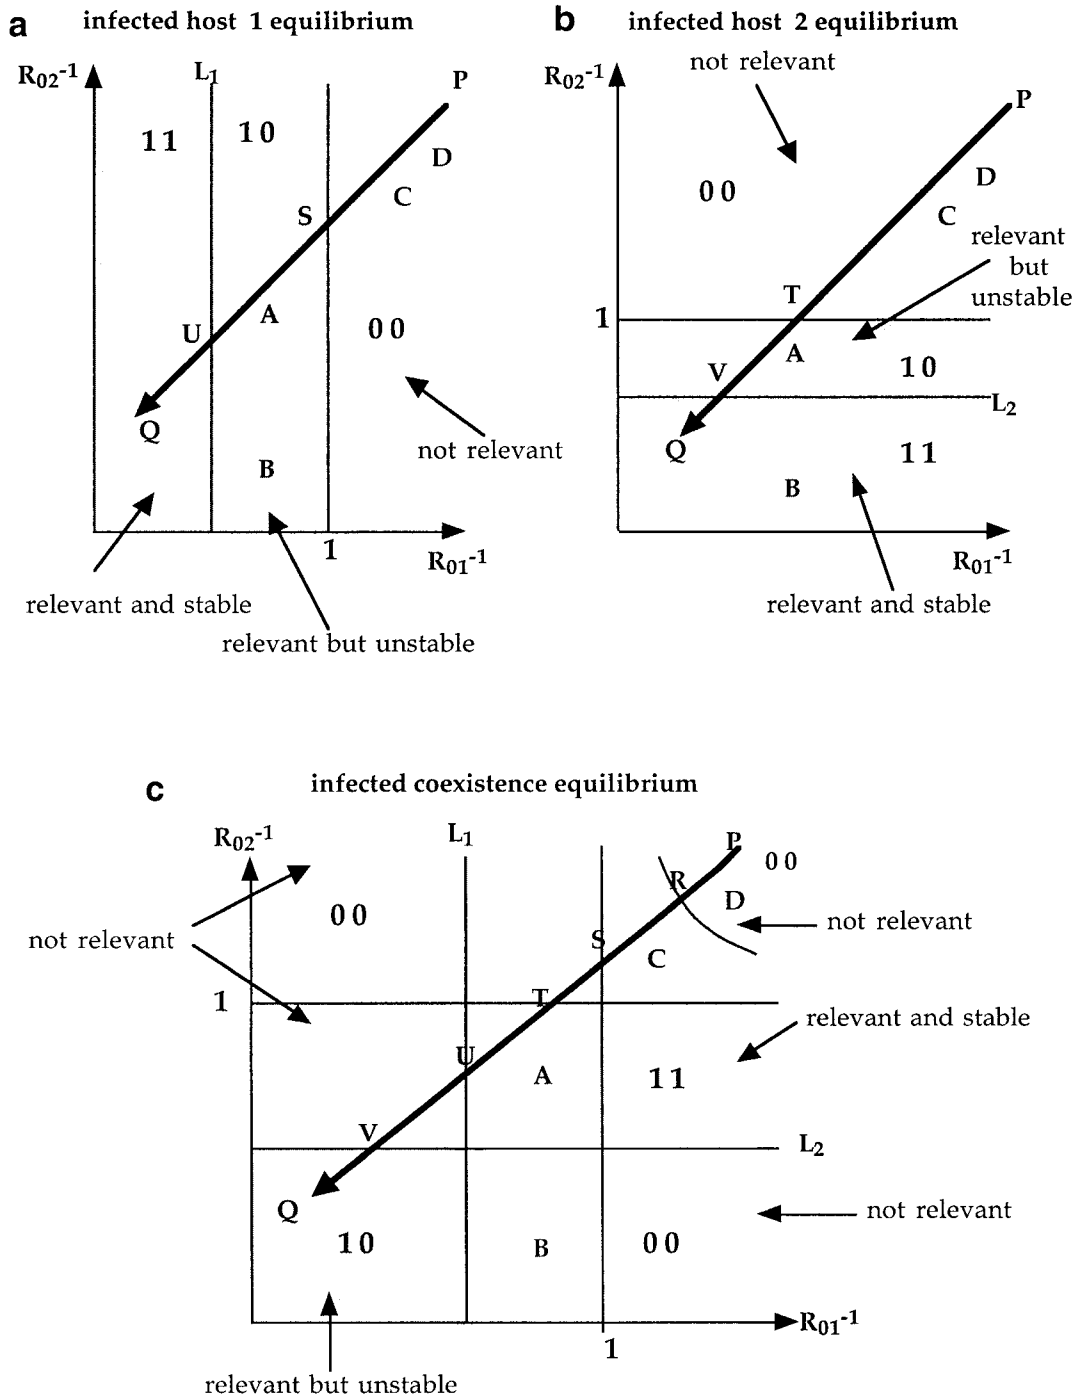 a
infected host 1 equilibrium
R02-1
L1
P
11
10
D
C
S
A
00
U
Q
not relevant
B
1
R01-1
relevant and stable
relevant but unstable
b
infected host 2 equilibrium
not relevant
R02-1
P
D
00
C
relevant
but
unstable
T
1
A
V
10
L2
Q
11
B
R01-1
relevant and stable
c
infected coexistence equilibrium
R02-1
L1
P
00
R
D
00
not relevant
not relevant
S
C
1
T
relevant and stable
U
A
11
V
L2
Q
not relevant
10
B
00
R01-1
1
relevant but unstable